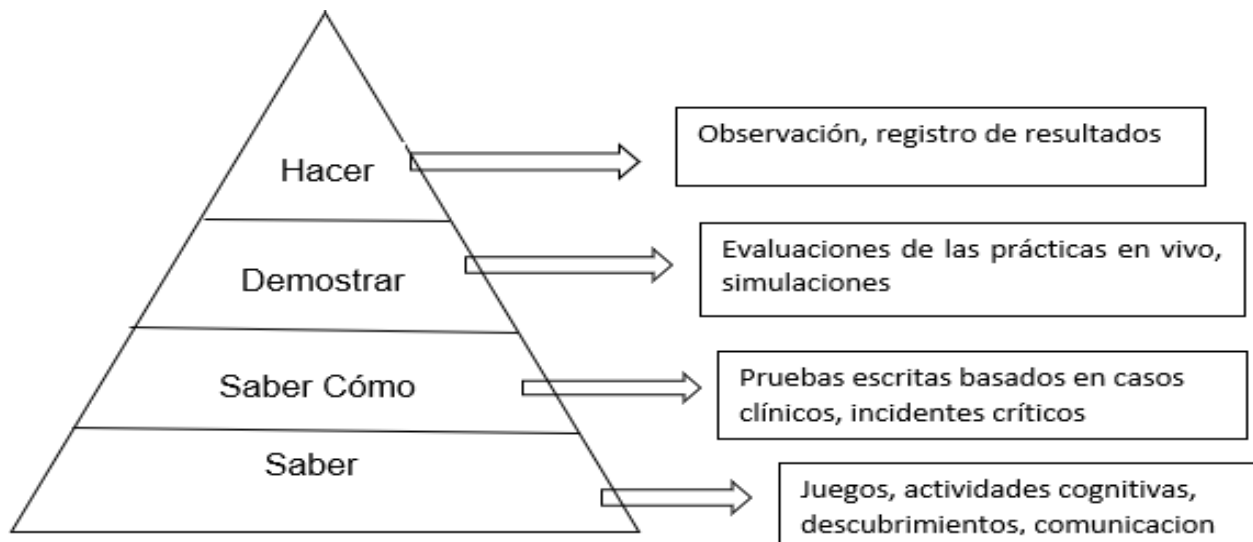 Hacer
Observación, registro de resultados
Demostrar
Evaluaciones de las prácticas en vivo,
simulaciones
Saber Cómo
Pruebas escritas basados en casos
clínicos, incidentes críticos
Saber
Juegos, actividades cognitivas,
descubrimientos, comunicacion